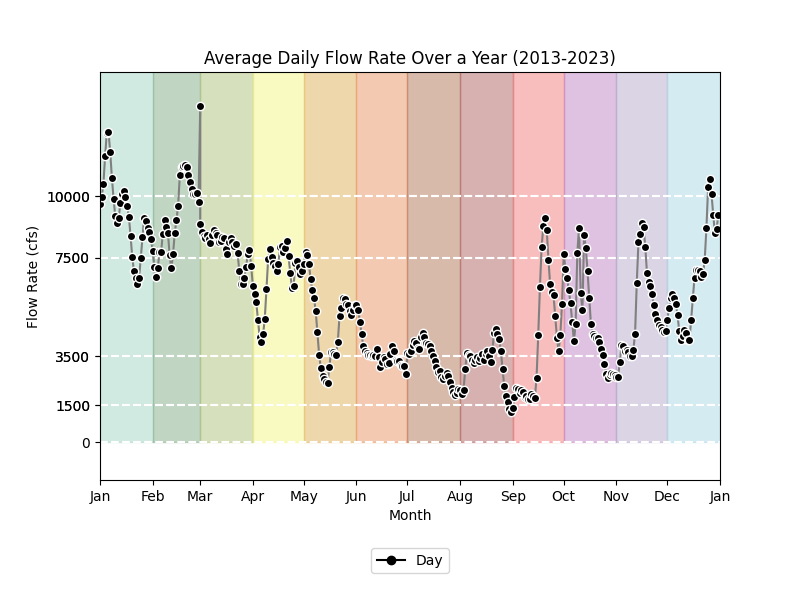 Average Daily Flow Rate Over a Year (2013-2023)
Flow Rate (cfs)
10000
7500
3500
1500
0
Jan Feb Mar Apr May Jun Jul Aug Sep Oct Nov Dec Jan
Month
Day